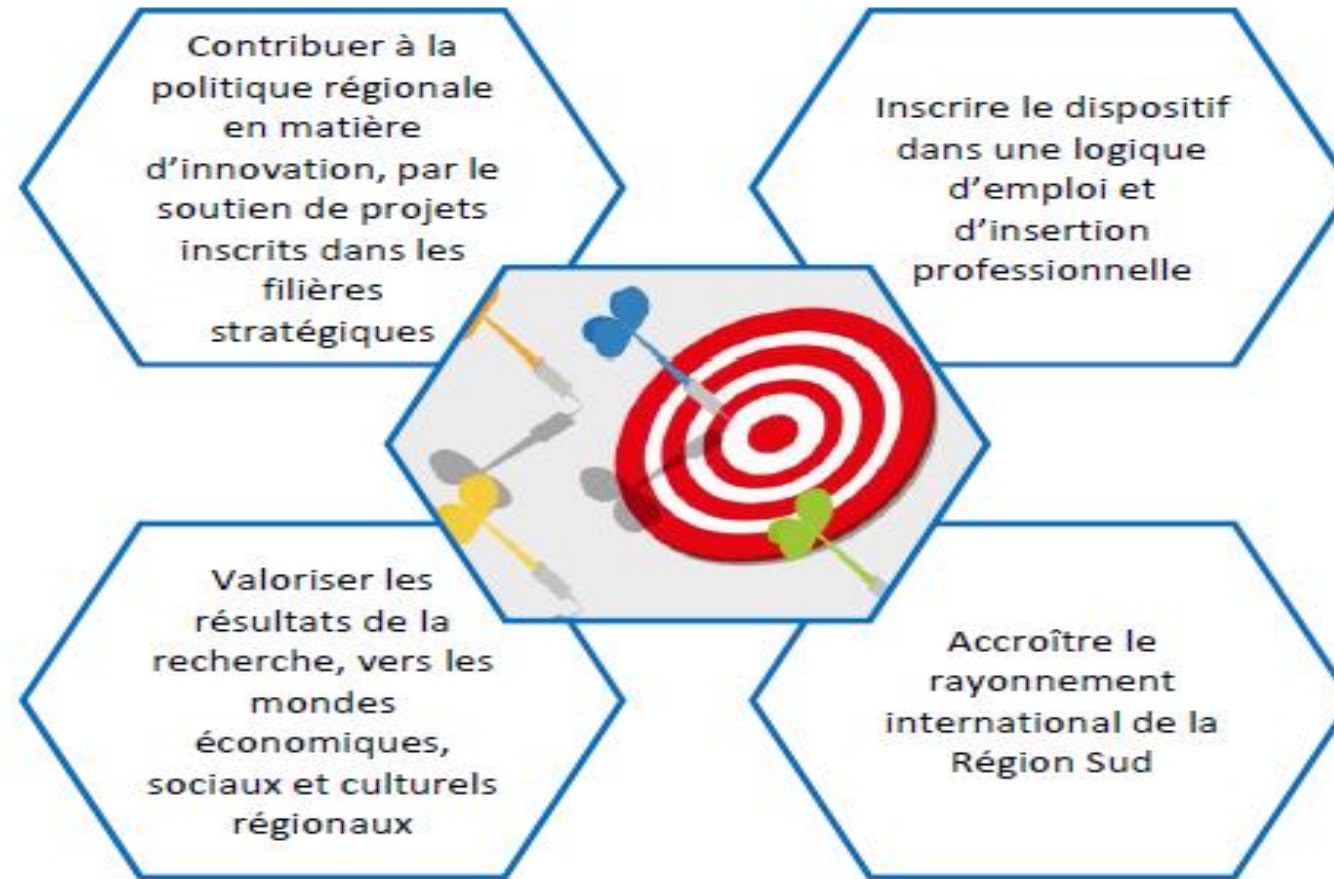 Contribuer à la
politique régionale
en matière
d’innovation, par le
soutien de projets
inscrits dans les
filières
stratégiques
Inscrire le dispositif
dans une logique
d’emploi et
d’insertion
professionnelle
Valoriser les
résultats de la
recherche, vers les
mondes
économiques,
sociaux et culturels
régionaux
Accroître le
rayonnement
international de la
Région Sud